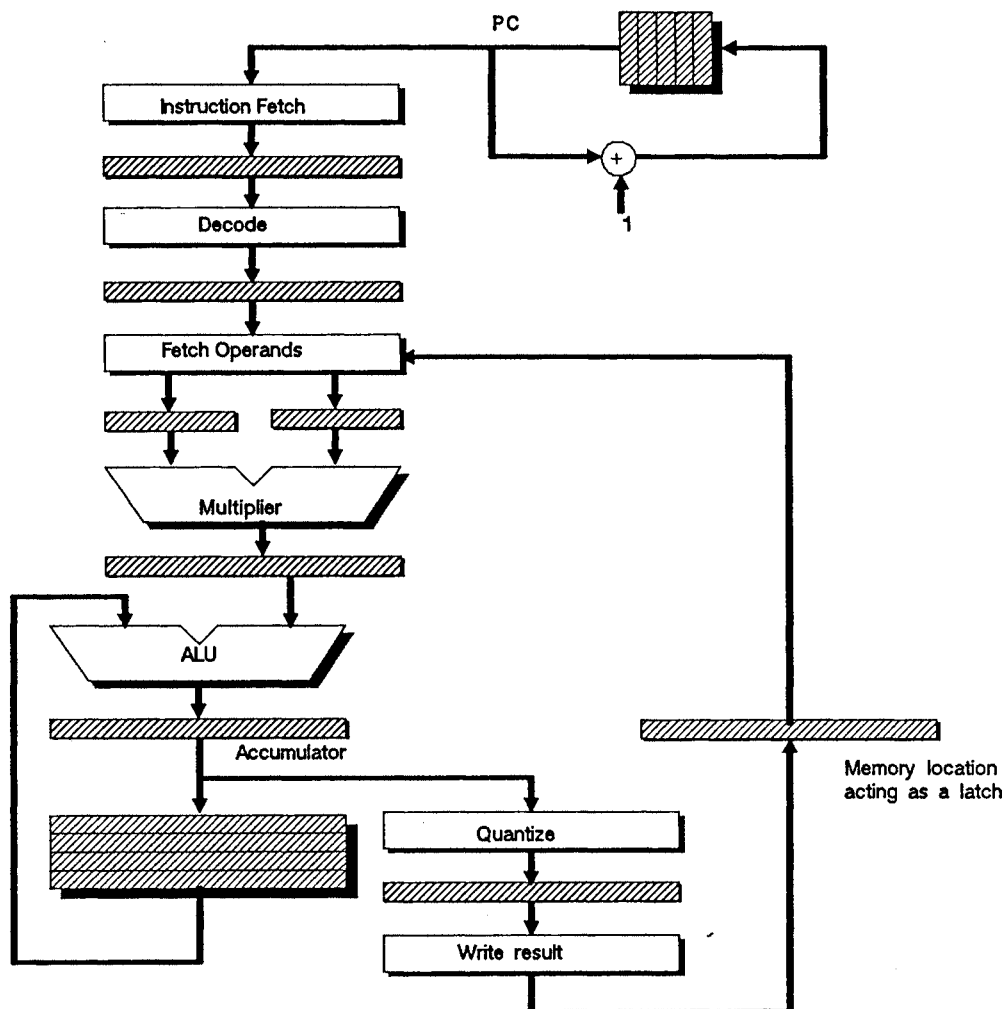 PC
Instruction Fetch
+
1
Decode
Fetch Operands
Multiplier
ALU
Accumulator
Memory location
acting as a latch
Quantize
Write result